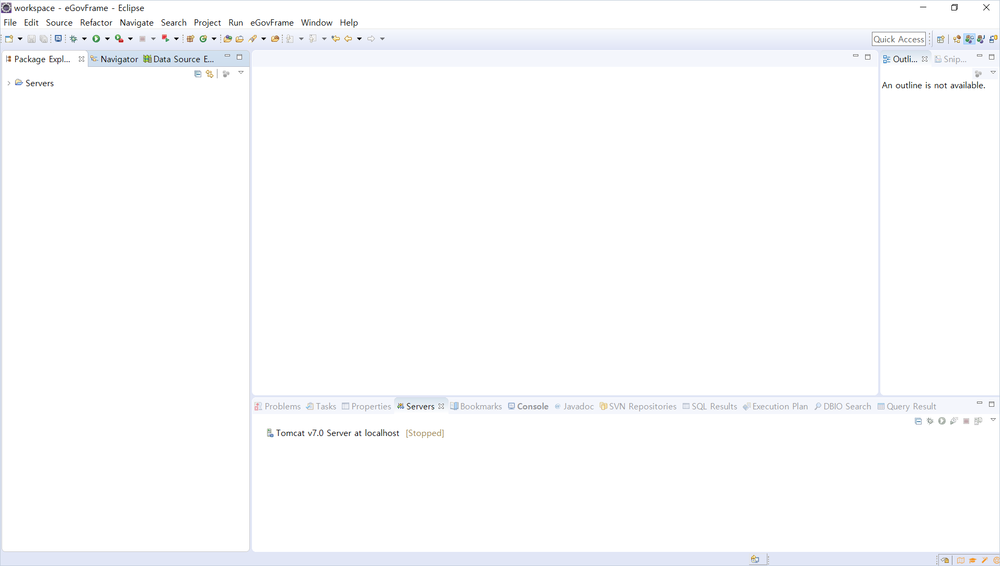 workspace - eGovFrame - Eclipse
File Edit Source Refactor Navigate Search Project Run eGovFrame Window Help
Quick Access
Package Expl... Navigator Data Source E...
Outli... Snip...
Servers
An outline is not available.
Problems Tasks Properties Servers Bookmarks Console @ Javadoc SVN Repositories SQL Results Execution Plan DBIO Search Query Result
Tomcat v7.0 Server at localhost [Stopped]